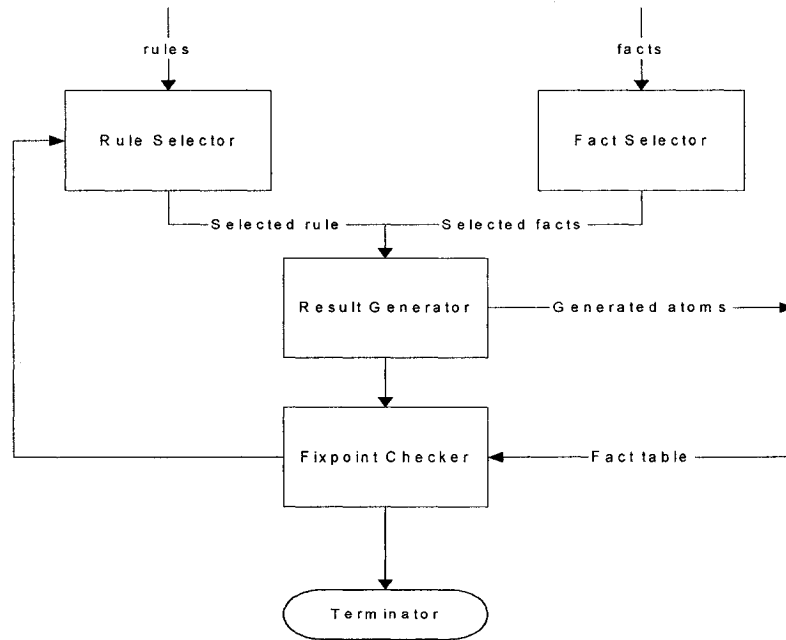 rules
facts
Rule Selector
Fact Selector
Selected rule
Selected facts
Result Generator
Generated atoms
Fixpoint Checker
Fact table
Terminator